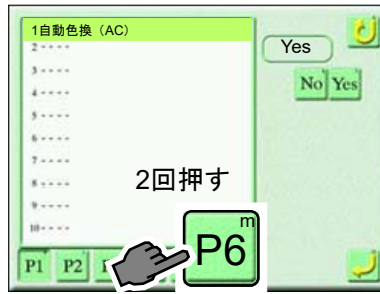 1自動色換（AC）
2 - - - -
3 - - - -
4 - - - -
5 - - - -
6 - - - -
7 - - - -
8 - - - -
9 - - - -
10 - - - -
Yes
No Yes
2回押す
P1 P2
m
P6